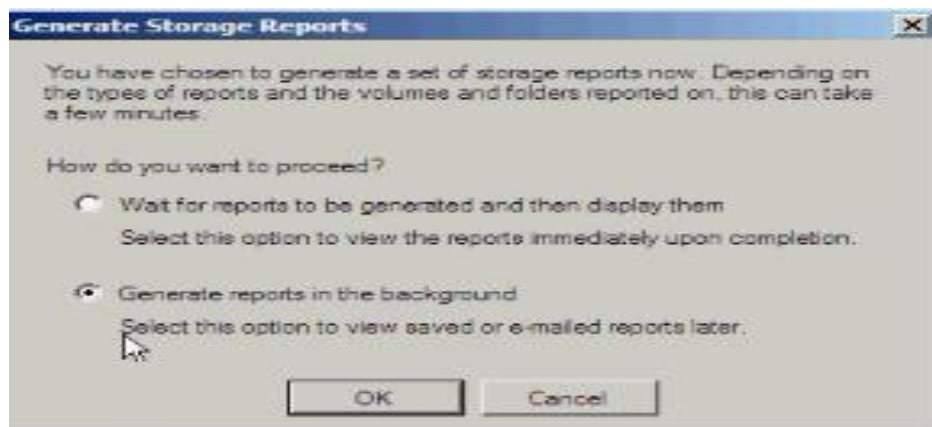 Generate Storage Reports
You have chosen to generate a set of storage reports now. Depending on
the types of reports and the volumes and folders reported on, this can take
a few minutes.
How do you want to proceed?
Wait for reports to be generated and then display them
Select this option to view the reports immediately upon completion.
Generate reports in the background
Select this option to view saved or e-mailed reports later.
OK Cancel